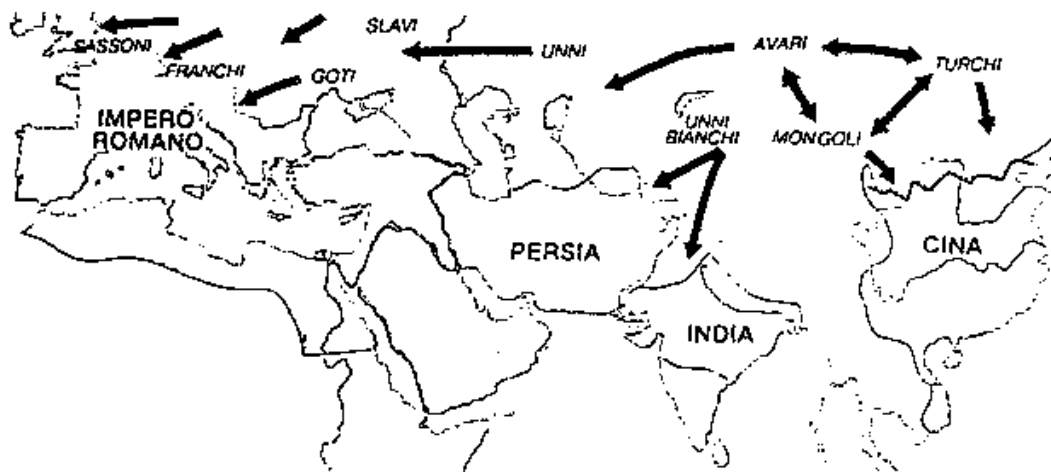 SLAVI
SASSONI
UNNI
AVARI
TURCHI
FRANCHI
GOTI
IMPERO
ROMANO
UNNI
BIANCHI
MONGOLI
PERSIA
CINA
INDIA